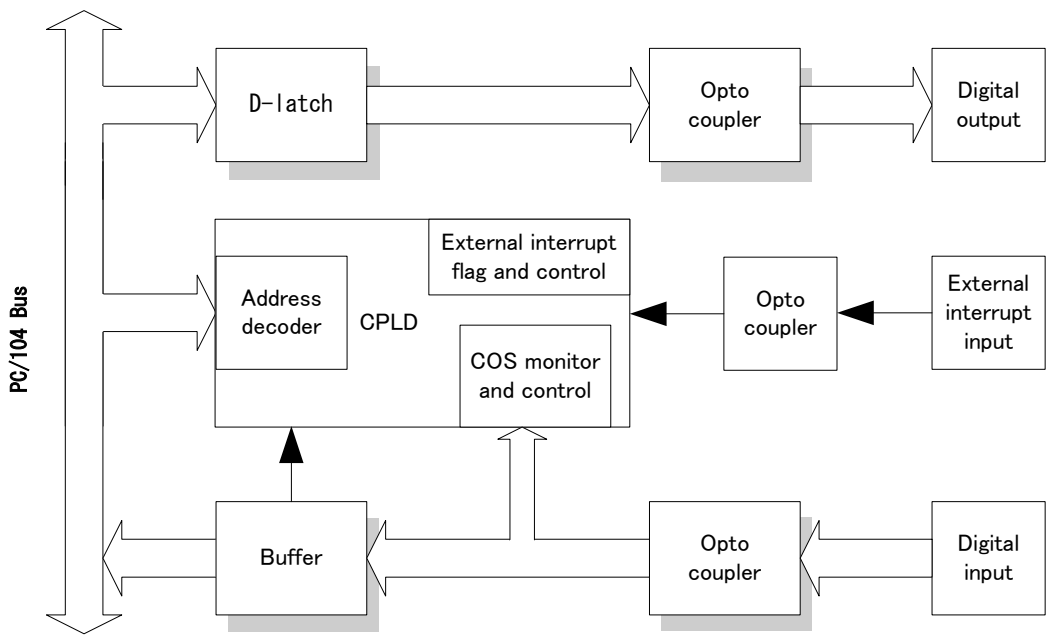 PC/104 Bus
D-latch
Opto
coupler
Digital
output
Address
decoder
CPLD
External interrupt
flag and control
COS monitor
and control
Opto
coupler
External
interrupt
input
Buffer
Opto
coupler
Digital
input